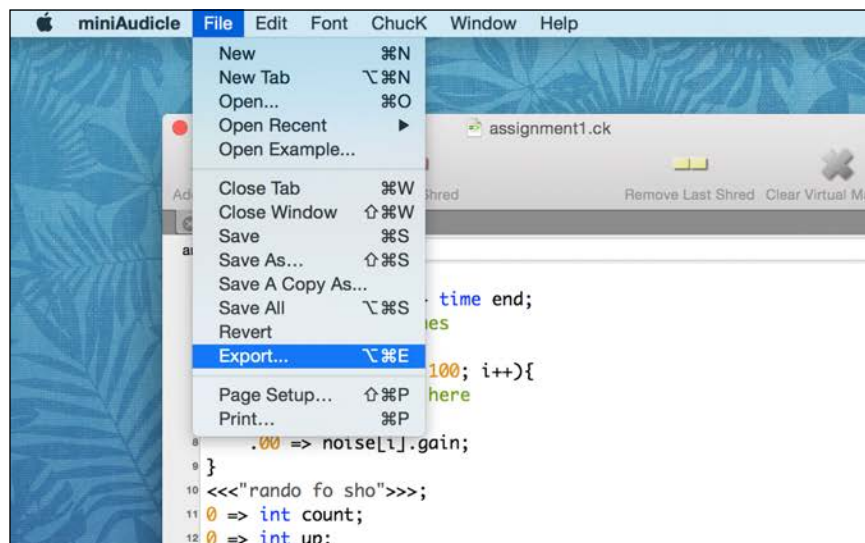 miniAudicle File Edit Font ChucK Window Help
New ⌘N
New Tab ⌥⌘N
Open... ⌘O
Open Recent ▶
Open Example...
assignment1.ck
Close Tab ⌘W
Close Window ⇧⌘W
Save ⌘S
Save As... ⇧⌘S
Save A Copy As...
Save All ⌥⌘S
Revert
Export... ⌥⌘E
Page Setup... ⇧⌘P
Print... ⌘P
Remove Last Shred Clear Virtual
time end;
100; i++){
here
8 .00 => noise[i].gain;
9 }
10 <<<"rando fo sho">>>;
11 0 => int count;
12 0 => int up;